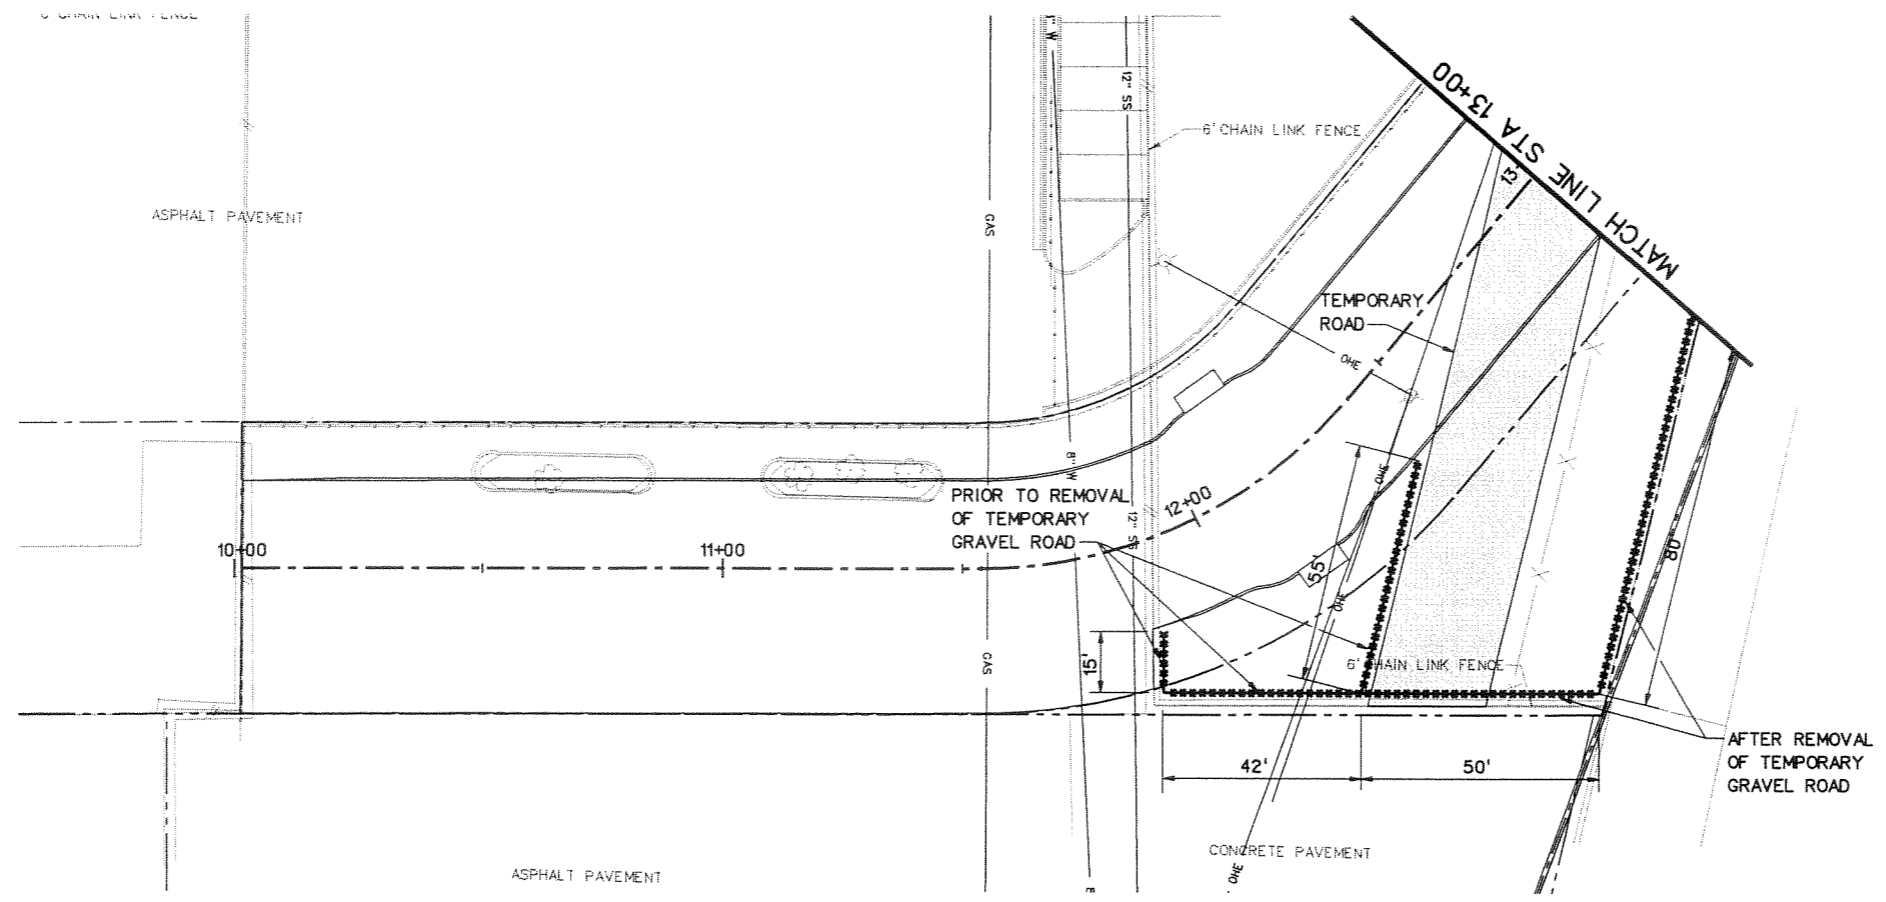 6' CHAIN LINK FENCE
MATCH LINE STA 13+00
12" SS
W
6' CHAIN LINK FENCE
13
ASPHALT PAVEMENT
GAS
TEMPORARY
ROAD
OHE
8" W
OHE
PRIOR TO REMOVAL
OF TEMPORARY
GRAVEL ROAD
12+00
12" SS
10+00
11+00
55'
80'
OHE
15'
GAS
6' CHAIN LINK FENCE
AFTER REMOVAL
OF TEMPORARY
GRAVEL ROAD
42'
50'
CONCRETE PAVEMENT
OHE
ASPHALT PAVEMENT